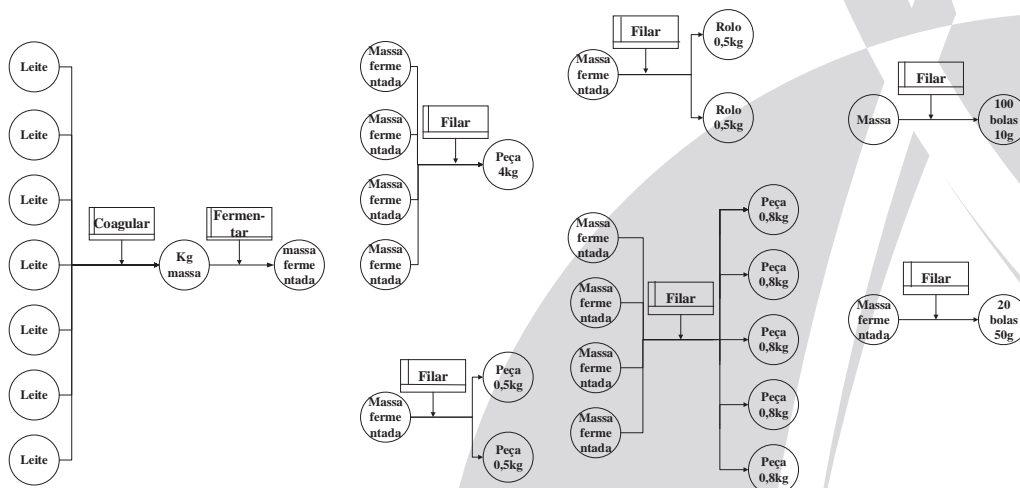 Leite
Leite
Leite
Leite
Leite
Leite
Leite
Coagular
Kg
massa
Fermen-
tar
massa
ferme
ntada
Massa
ferme
ntada
Massa
ferme
ntada
Massa
ferme
ntada
Massa
ferme
ntada
Filar
Peça
4kg
Massa
ferme
ntada
Filar
Peça
0,5kg
Peça
0,5kg
Massa
ferme
ntada
Filar
Rolo
0,5kg
Rolo
0,5kg
Massa
ferme
ntada
Massa
ferme
ntada
Massa
ferme
ntada
Massa
ferme
ntada
Filar
Peça
0,8kg
Peça
0,8kg
Peça
0,8kg
Peça
0,8kg
Peça
0,8kg
Massa
Filar
100
bolas
10g
Massa
ferme
ntada
Filar
20
bolas
50g